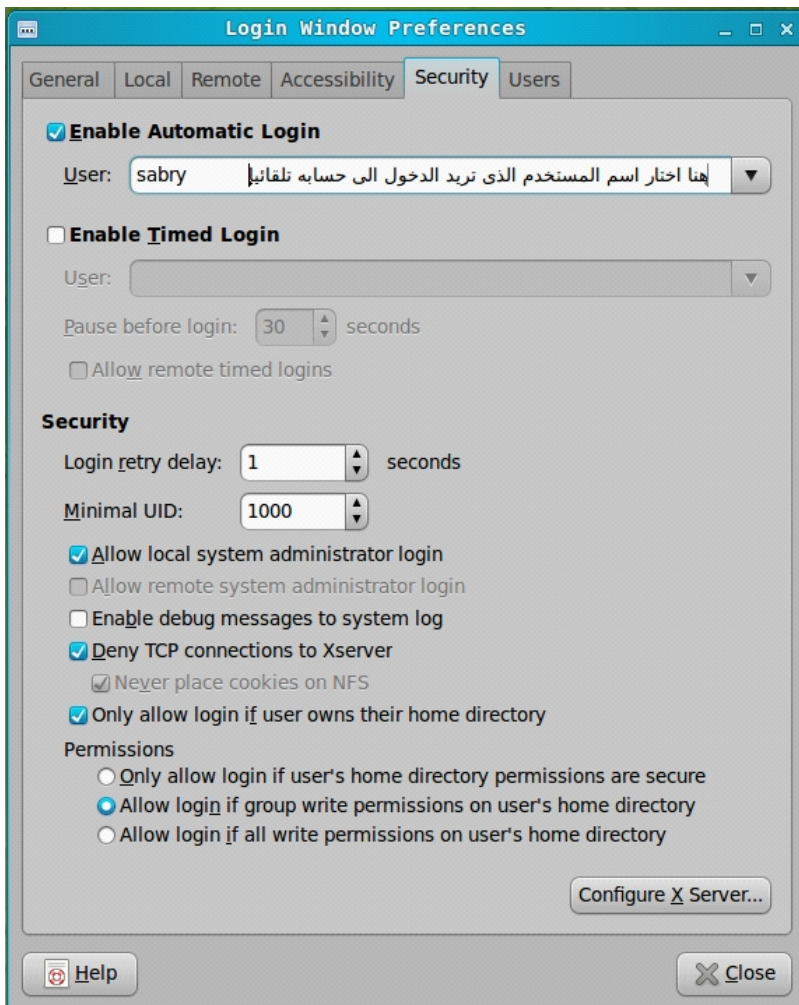 Login Window Preferences
General Local Remote Accessibility Security Users
Enable Automatic Login
User: sabry هنا اختار اسم المستخدم الذى تريد الدخول الى حسابه تلقائيا
Enable Timed Login
User:
Pause before login: 30 seconds
Allow remote timed logins
Security
Login retry delay: 1 seconds
Minimal UID: 1000
Allow local system administrator login
Allow remote system administrator login
Enable debug messages to system log
Deny TCP connections to Xserver
Never place cookies on NFS
Only allow login if user owns their home directory
Permissions
Only allow login if user's home directory permissions are secure
Allow login if group write permissions on user's home directory
Allow login if all write permissions on user's home directory
Configure X Server...
Help Close